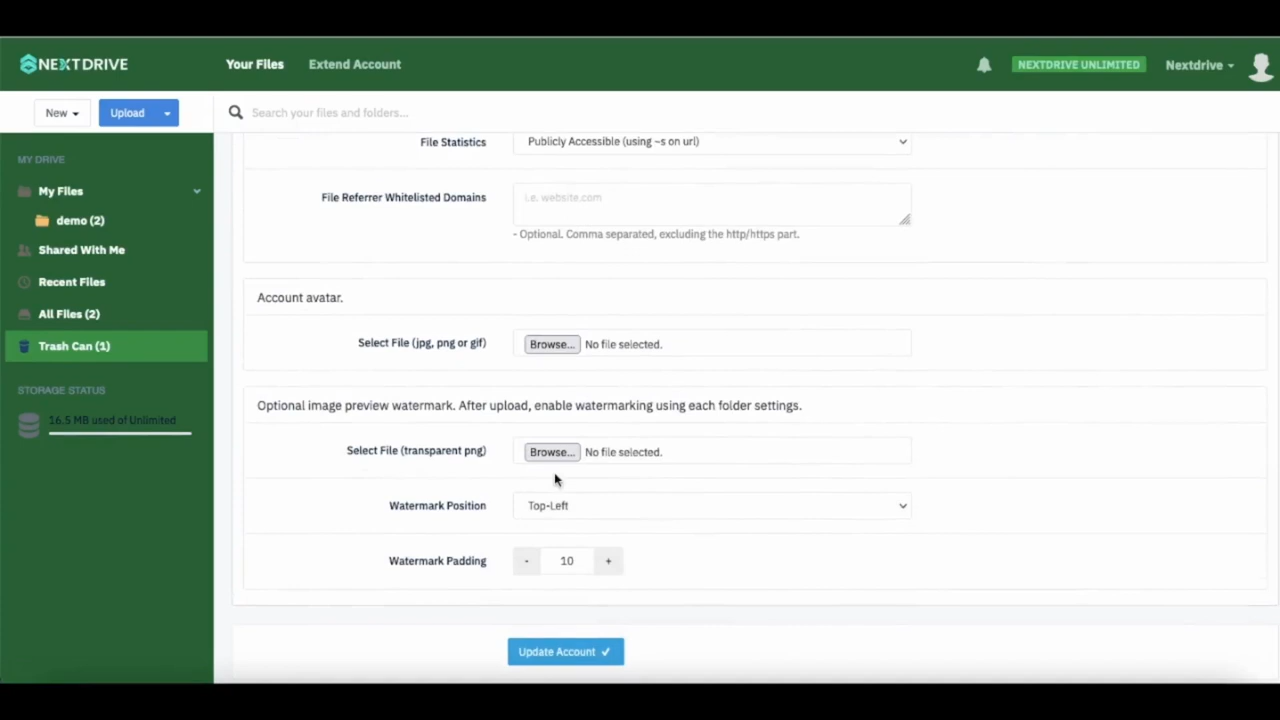 NEXTDRIVE
Your Files
Extend Account
NEXTDRIVE UNLIMITED
Nextdrive
New
Upload
Search your files and folders...
MY DRIVE
My Files
demo (2)
Shared With Me
Recent Files
All Files (2)
Trash Can (1)
STORAGE STATUS
16.5 MB used of Unlimited
File Statistics
Publicly Accessible (using ~s on url)
File Referrer Whitelisted Domains
i.e. website.com
- Optional. Comma separated, excluding the http/https part.
Account avatar.
Select File (jpg, png or gif)
Browse... No file selected.
Optional image preview watermark. After upload, enable watermarking using each folder settings.
Select File (transparent png)
Browse... No file selected.
Watermark Position
Top-Left
Watermark Padding
- 10 +
Update Account ✓